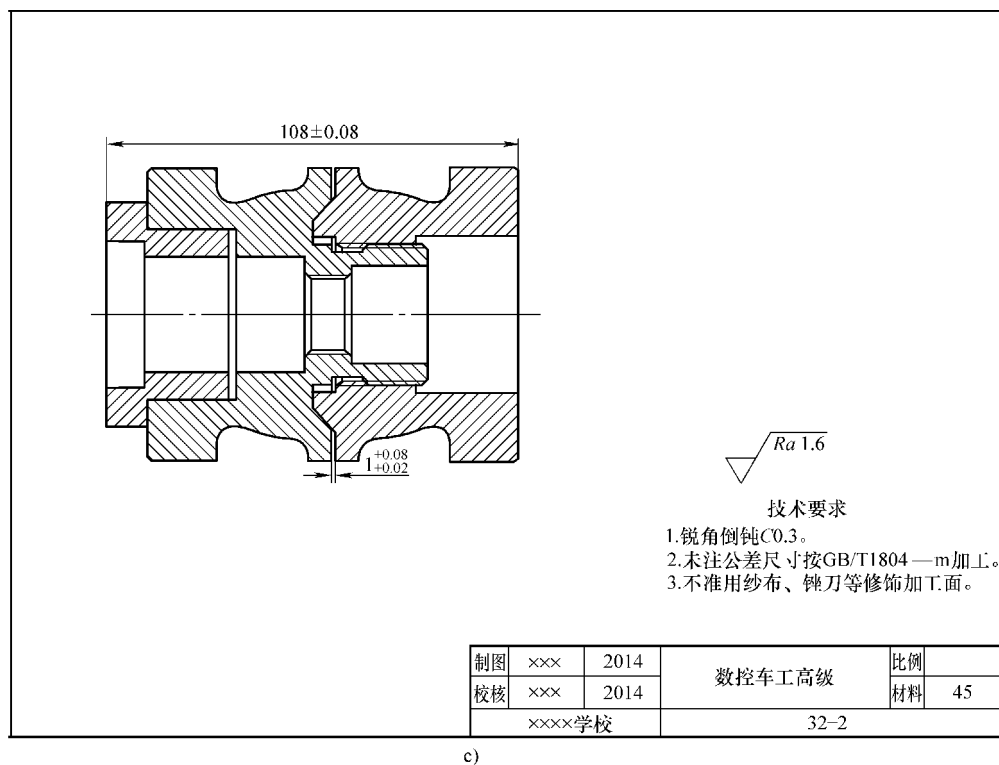 108±0.08
1+0.08
+0.02
Ra 1.6
技术要求
1.锐角倒钝C0.3。
2.未注公差尺寸按GB/T1804—m加工。
3.不准用纱布、锉刀等修饰加工面。
制图 ××× 2014 数控车工高级 比例
校核 ××× 2014 材料 45
××××学校 32-2
c)